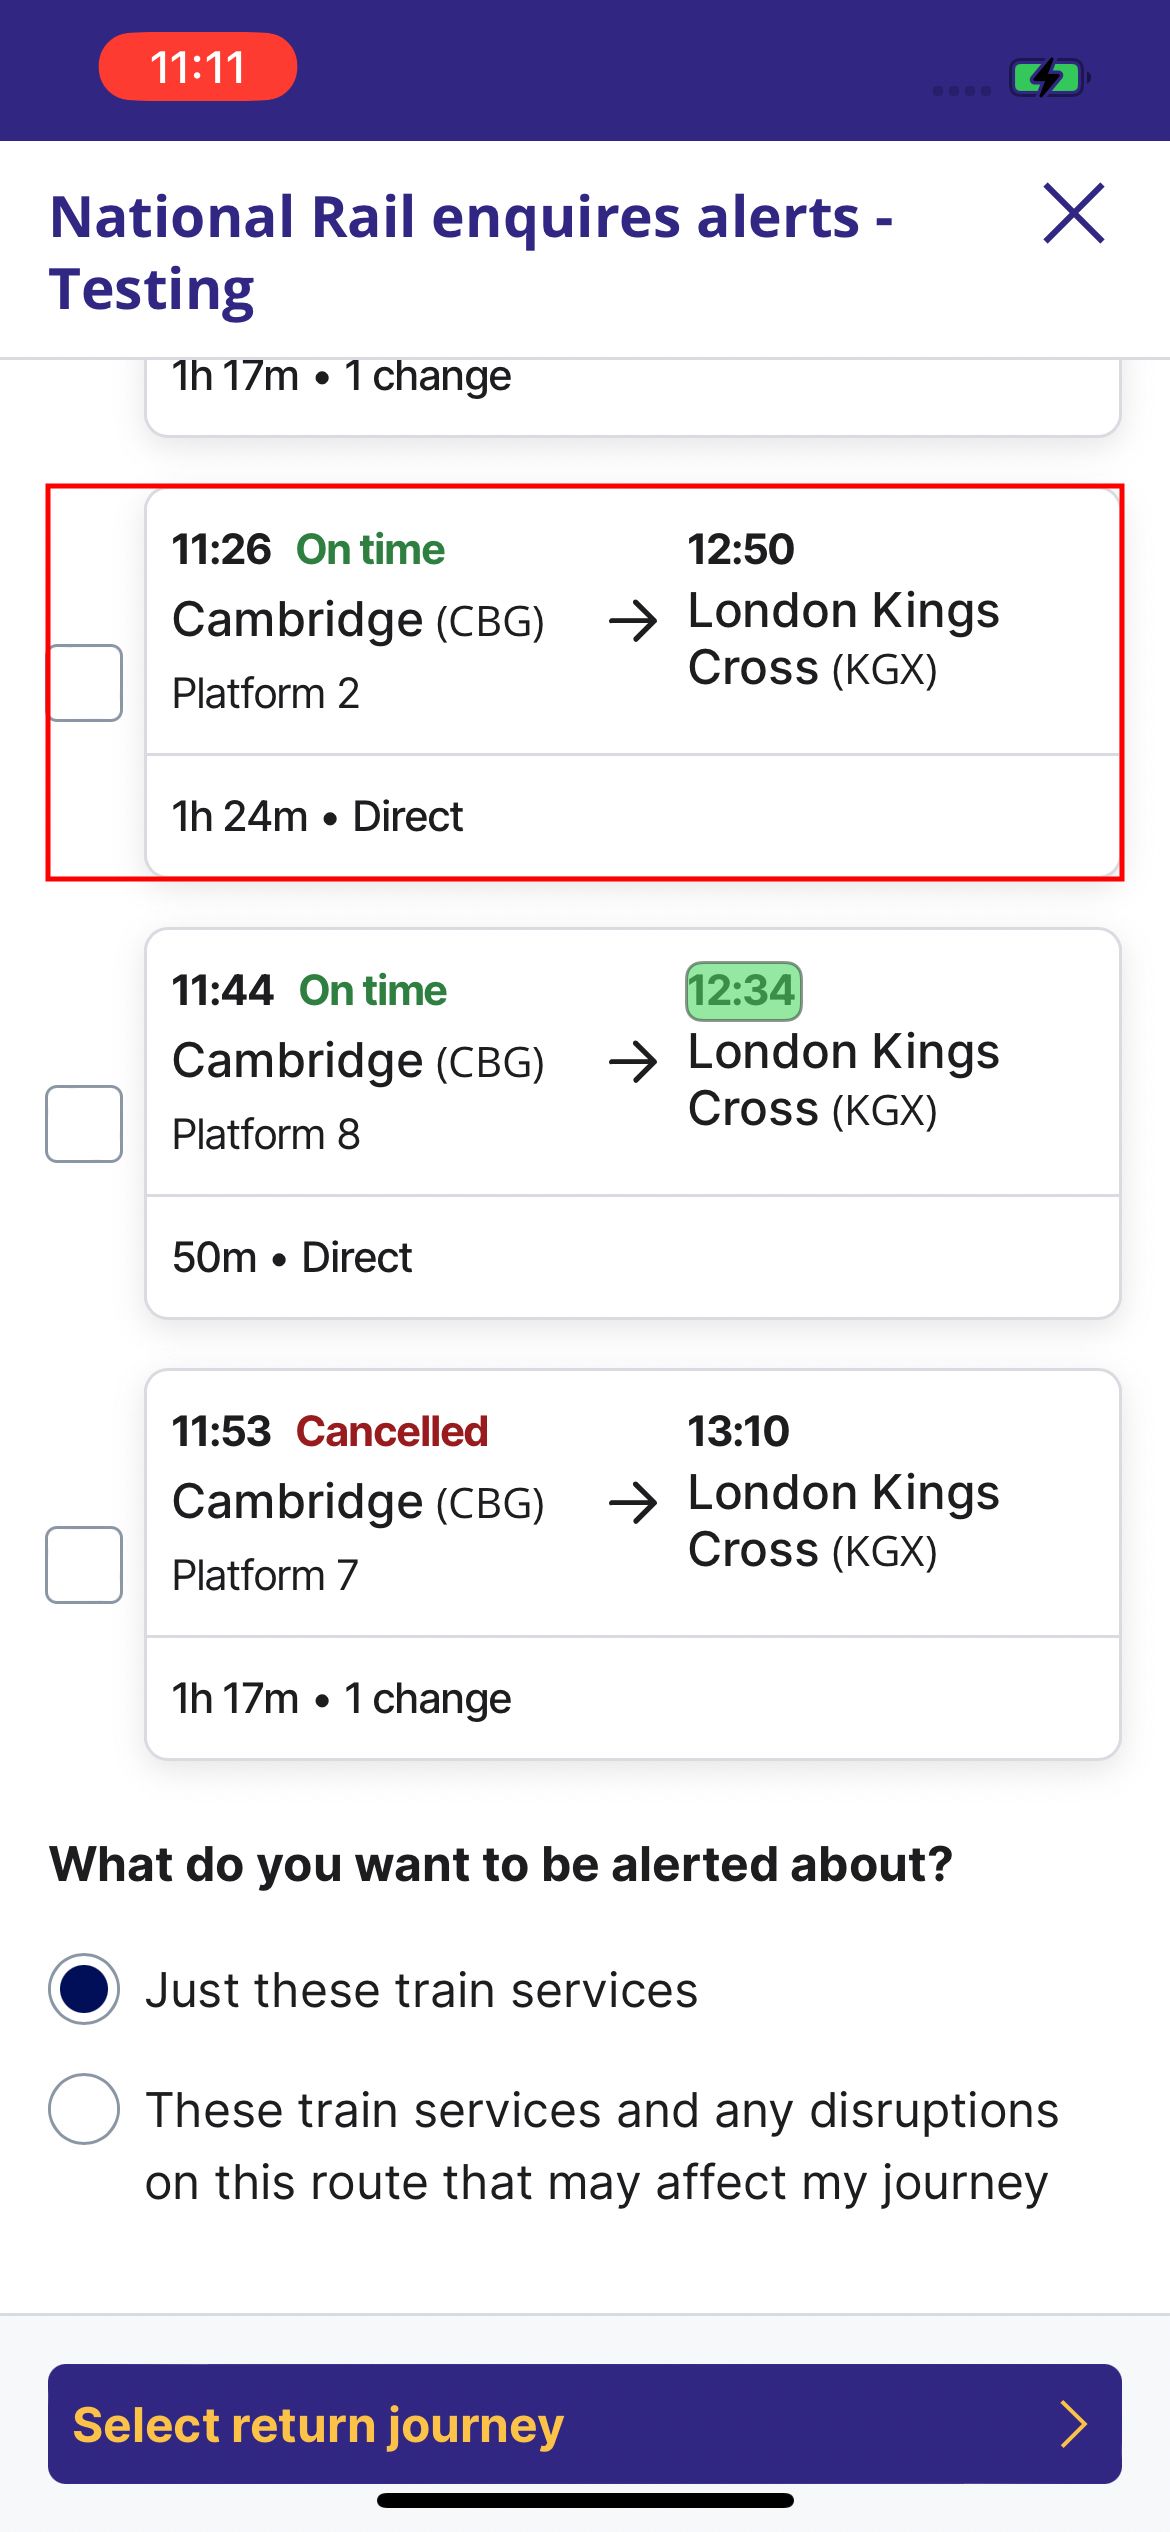 11:11
National Rail enquires alerts -
Testing
1h 17m • 1 change
11:26 On time 12:50
Cambridge (CBG) → London Kings
Cross (KGX)
Platform 2
1h 24m • Direct
11:44 On time 12:34
Cambridge (CBG) → London Kings
Cross (KGX)
Platform 8
50m • Direct
11:53 Cancelled 13:10
Cambridge (CBG) → London Kings
Cross (KGX)
Platform 7
1h 17m • 1 change
What do you want to be alerted about?
Just these train services
These train services and any disruptions
on this route that may affect my journey
Select return journey